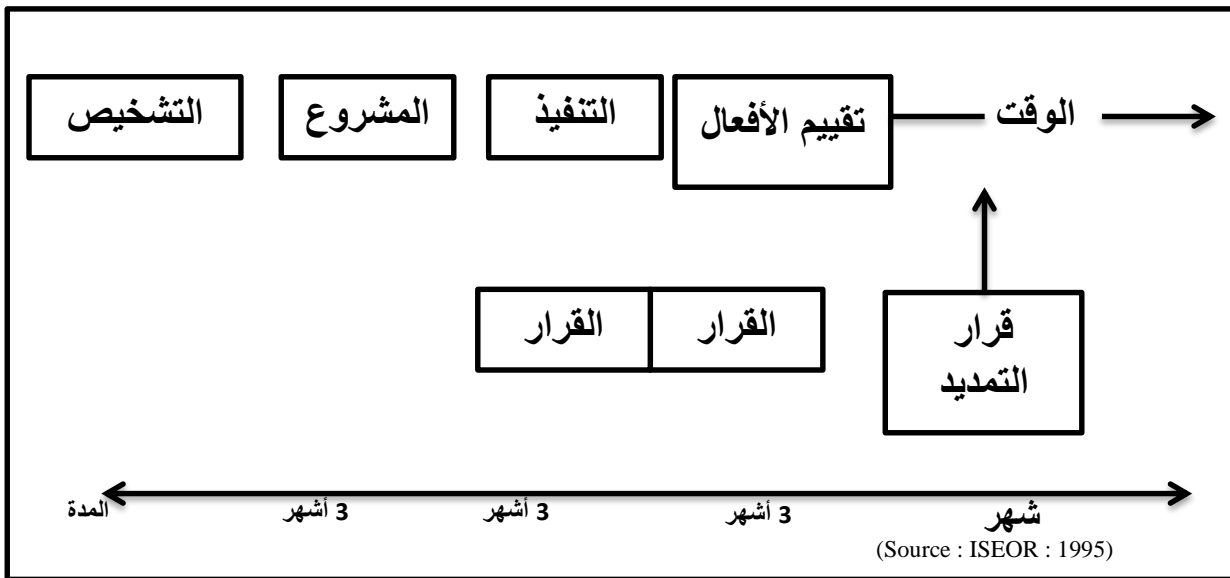 التشخيص
المشروع
التنفيذ
تقييم الأفعال
الوقت
القرار
القرار
قرار
التمديد
المدة
3 أشهر
3 أشهر
3 أشهر
شهر
(Source : ISEOR : 1995)